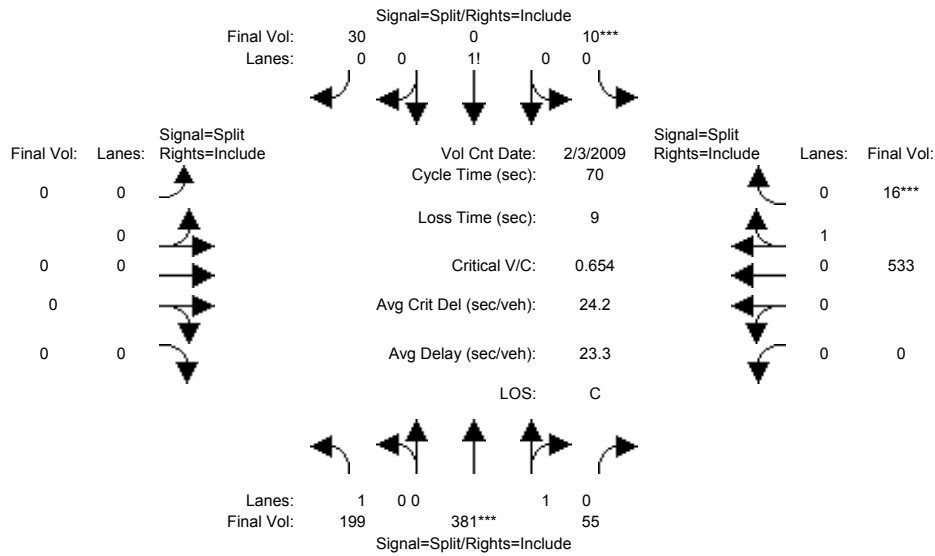 Signal=Split/Rights=Include
Final Vol: 30 0 10***
Lanes: 0 0 1! 0 0
Signal=Split Signal=Split
Final Vol: Lanes: Rights=Include Vol Cnt Date: 2/3/2009 Rights=Include Lanes: Final Vol:
Cycle Time (sec): 70
0 0 0 16***
Loss Time (sec): 9
0 1
0 0 Critical V/C: 0.654 0 533
0 Avg Crit Del (sec/veh): 24.2 0
0 0 Avg Delay (sec/veh): 23.3 0 0
LOS: C
Lanes: 1 0 0 1 0
Final Vol: 199 381*** 55
Signal=Split/Rights=Include